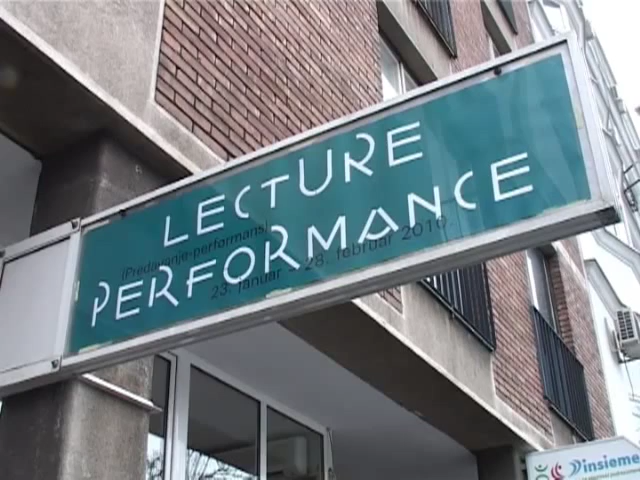 LECTURE
(Predavanje-performans)
PERFORMANCE
23. januar - 28. februar 2010.
insieme